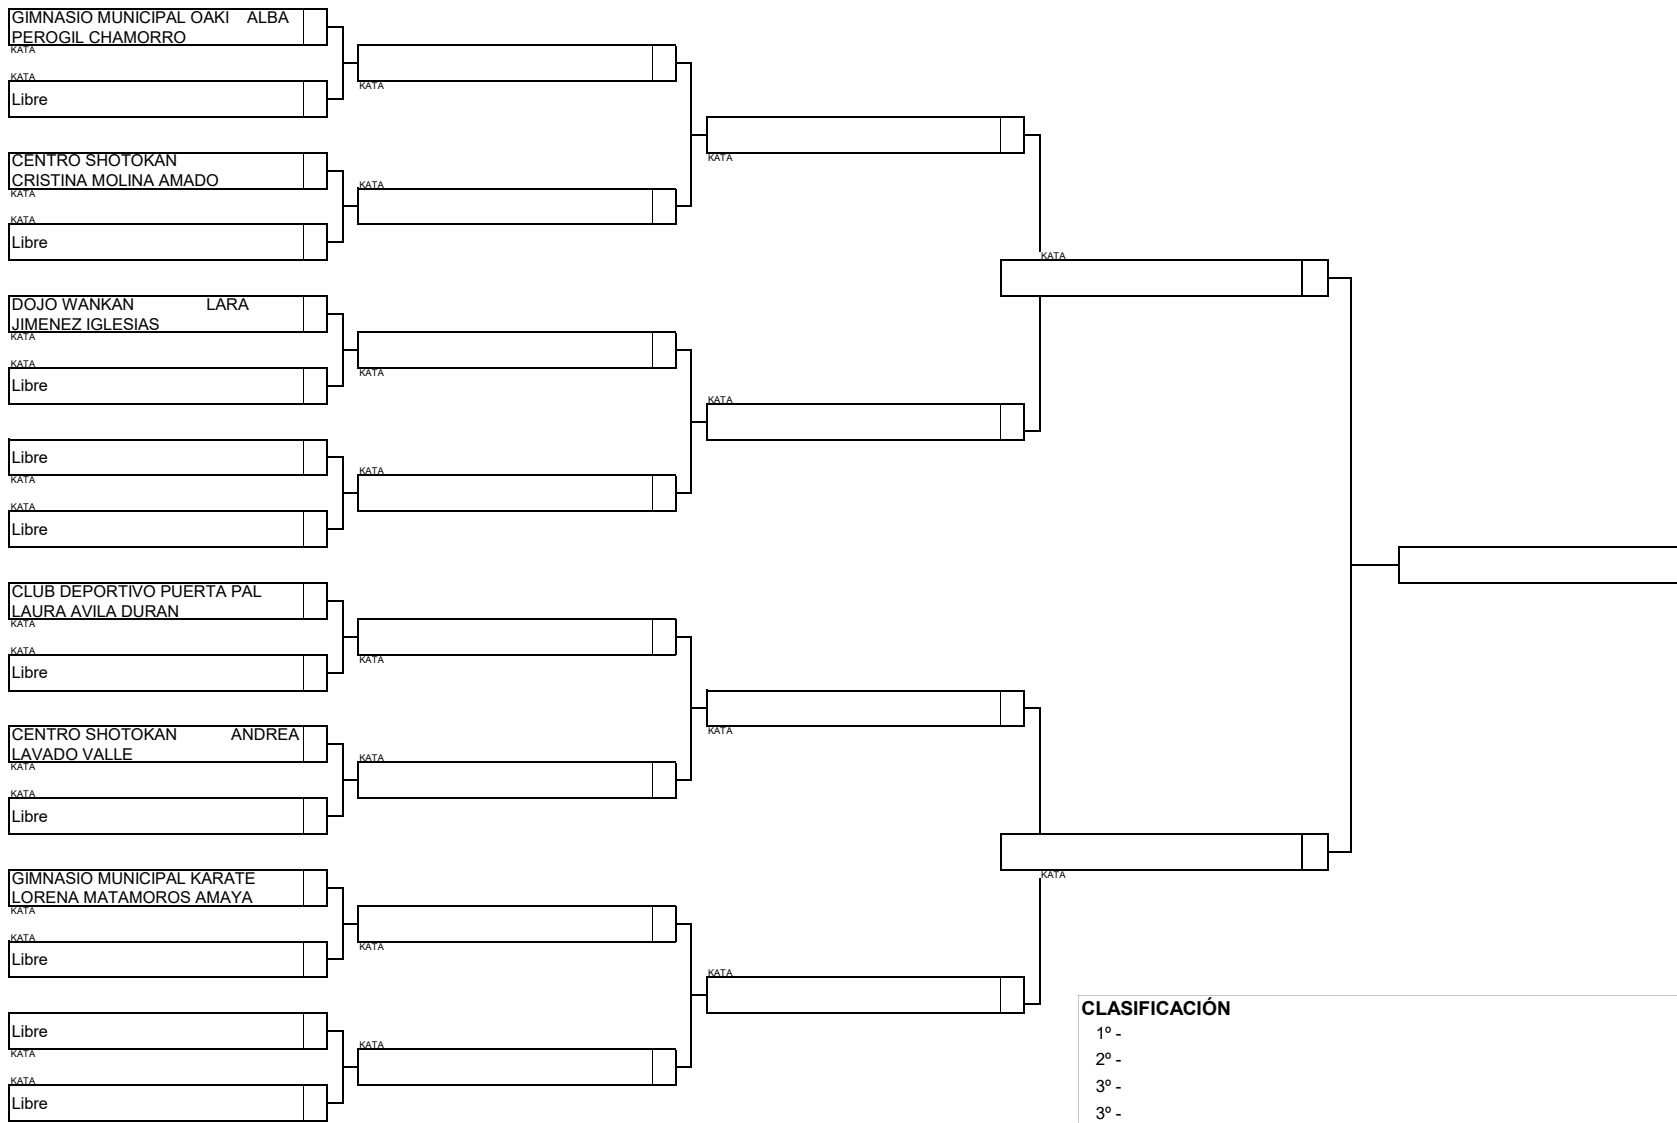 GIMNASIO MUNICIPAL OAKI ALBA
PEROGIL CHAMORRO
KATA
KATA
Libre
KATA
CENTRO SHOTOKAN
CRISTINA MOLINA AMADO
KATA
KATA
Libre
KATA
KATA
DOJO WANKAN LARA
JIMENEZ IGLESIAS
KATA
KATA
Libre
KATA
Libre
KATA
KATA
Libre
KATA
KATA
KATA
CLUB DEPORTIVO PUERTA PAL
LAURA AVILA DURAN
KATA
KATA
Libre
KATA
CENTRO SHOTOKAN ANDREA
LAVADO VALLE
KATA
KATA
Libre
KATA
KATA
GIMNASIO MUNICIPAL KARATE
LORENA MATAMOROS AMAYA
KATA
KATA
Libre
KATA
Libre
KATA
KATA
Libre
KATA
KATA
KATA
CLASIFICACIÓN
1º -
2º -
3º -
3º -